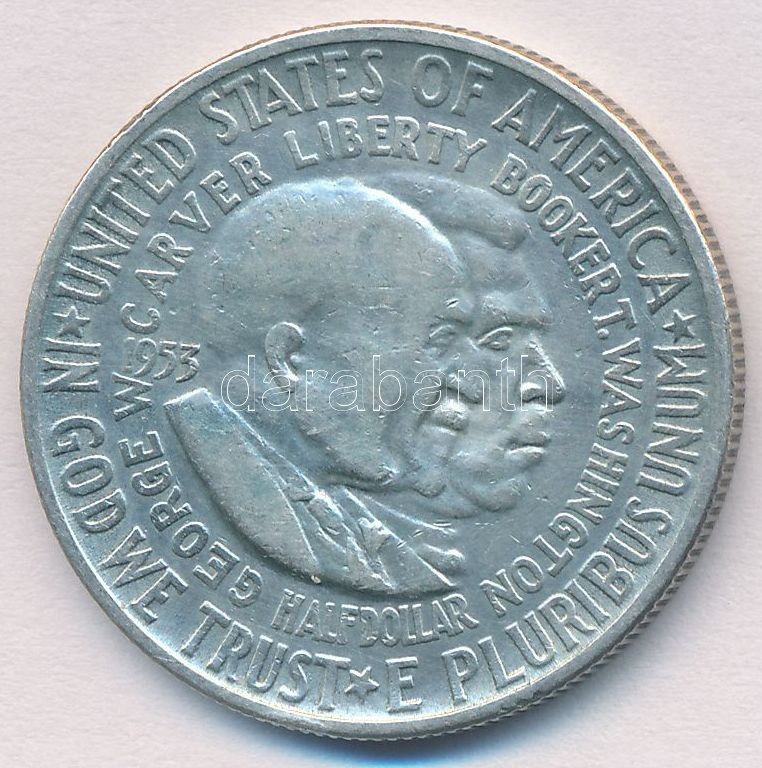 UNITED STATES OF AMERICA
★ E PLURIBUS UNUM ★
IN GOD WE TRUST ★
GEORGE W. CARVER LIBERTY BOOKER T. WASHINGTON
HALF DOLLAR
1953
darabanth